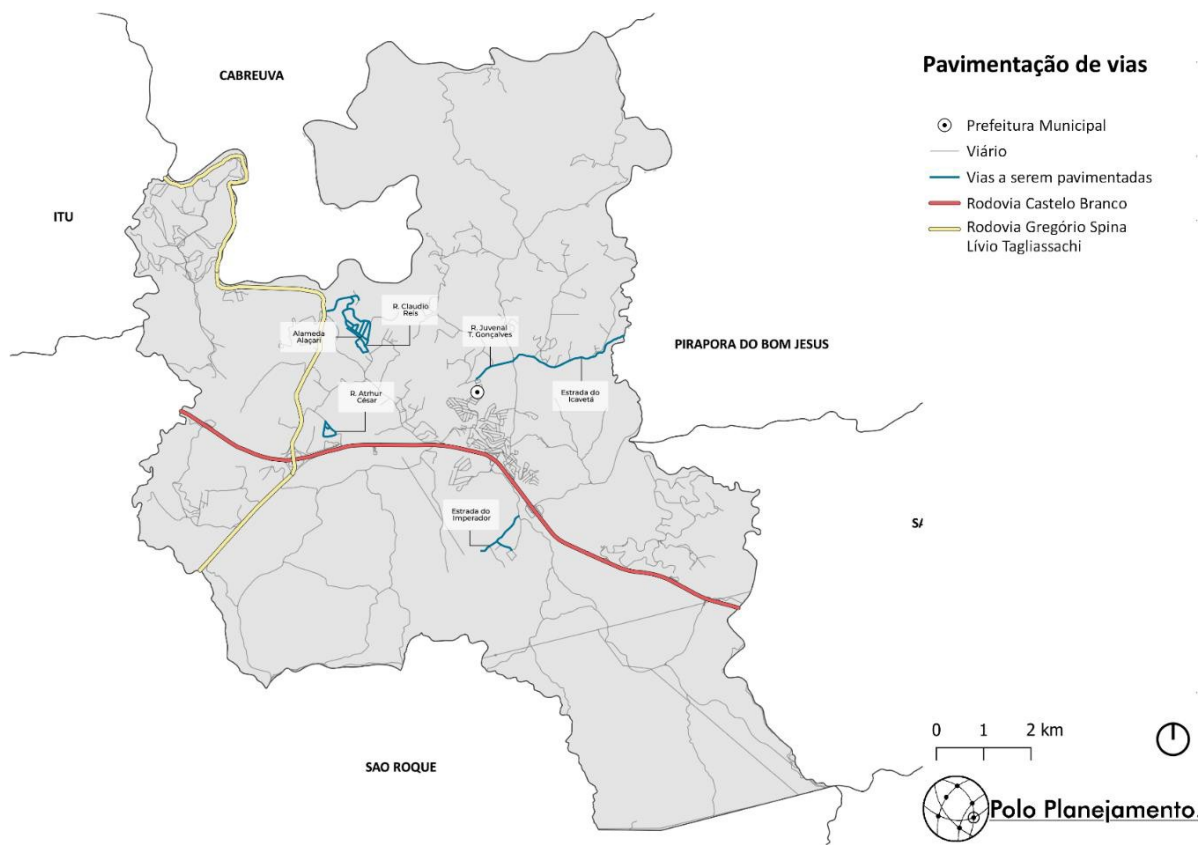 CABREUVA
ITU
PIRAPORA DO BOM JESUS
SAO ROQUE
R. Claudio
Reis
Alameda
Alaçari
R. Juvenal
T. Gonçalves
Estrada do
Icavetá
R. Atrhur
César
Estrada do
Imperador
Pavimentação de vias
Prefeitura Municipal
Viário
Vias a serem pavimentadas
Rodovia Castelo Branco
Rodovia Gregório Spina
Lívio Tagliassachi
0 1 2 km
Polo Planejamento.